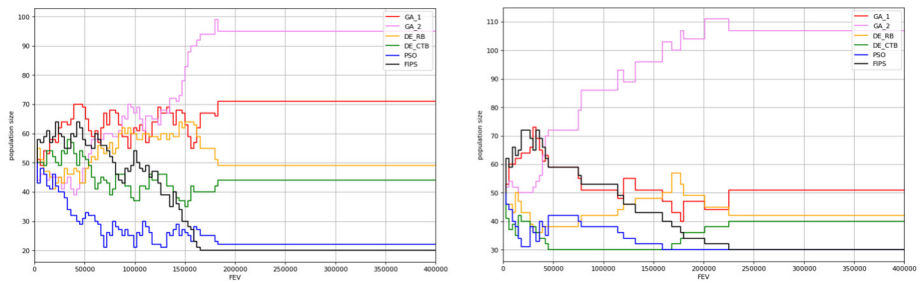 100
90
80
70
60
50
40
30
20
population size
0
50000
100000
150000
200000
250000
300000
350000
400000
FEV
GA_1
GA_2
DE_RB
DE_CTB
PSO
FIPS
110
100
90
80
70
60
50
40
30
population size
0
50000
100000
150000
200000
250000
300000
350000
400000
FEV
GA_1
GA_2
DE_RB
DE_CTB
PSO
FIPS